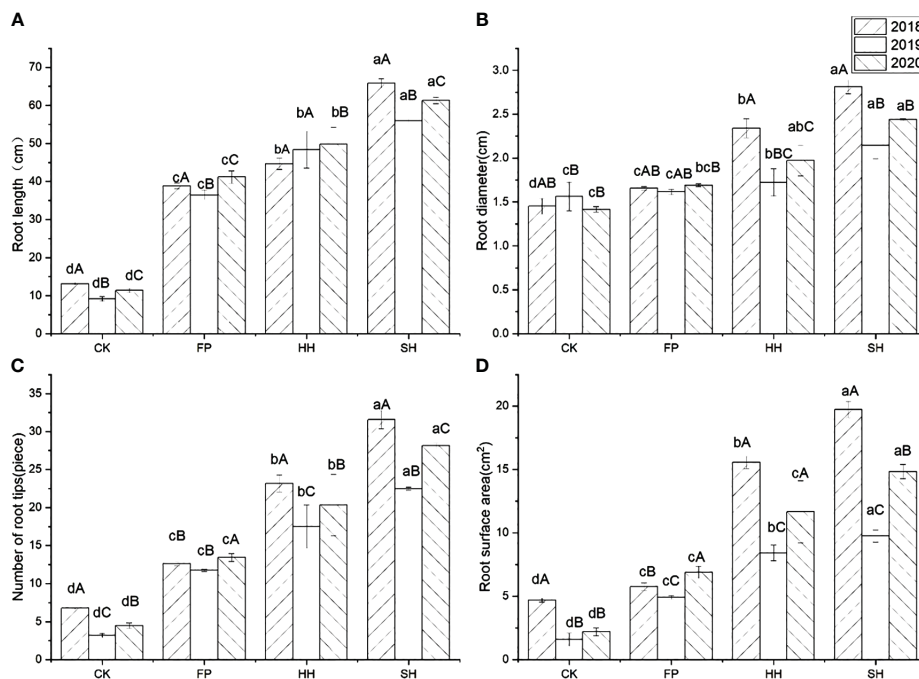 A
Root length (cm)
70
60
50
40
30
20
10
0
dA dB dC cA cB cC bA bA bB aA aB aC
CK FP HH SH
B
2018
2019
2020
Root diameter(cm)
3.0
2.5
2.0
1.5
1.0
0.5
0.0
dAB cB cB cAB cAB bcB bA bBC abC aA aB aB
CK FP HH SH
C
Number of root tips(piece)
35
30
25
20
15
10
5
0
dA dC dB cB cB cA bA bC bB aA aB aC
CK FP HH SH
D
Root surface area(cm²)
20
15
10
5
0
dA dB dB cB cC cA bA bC cA aA aC aB
CK FP HH SH